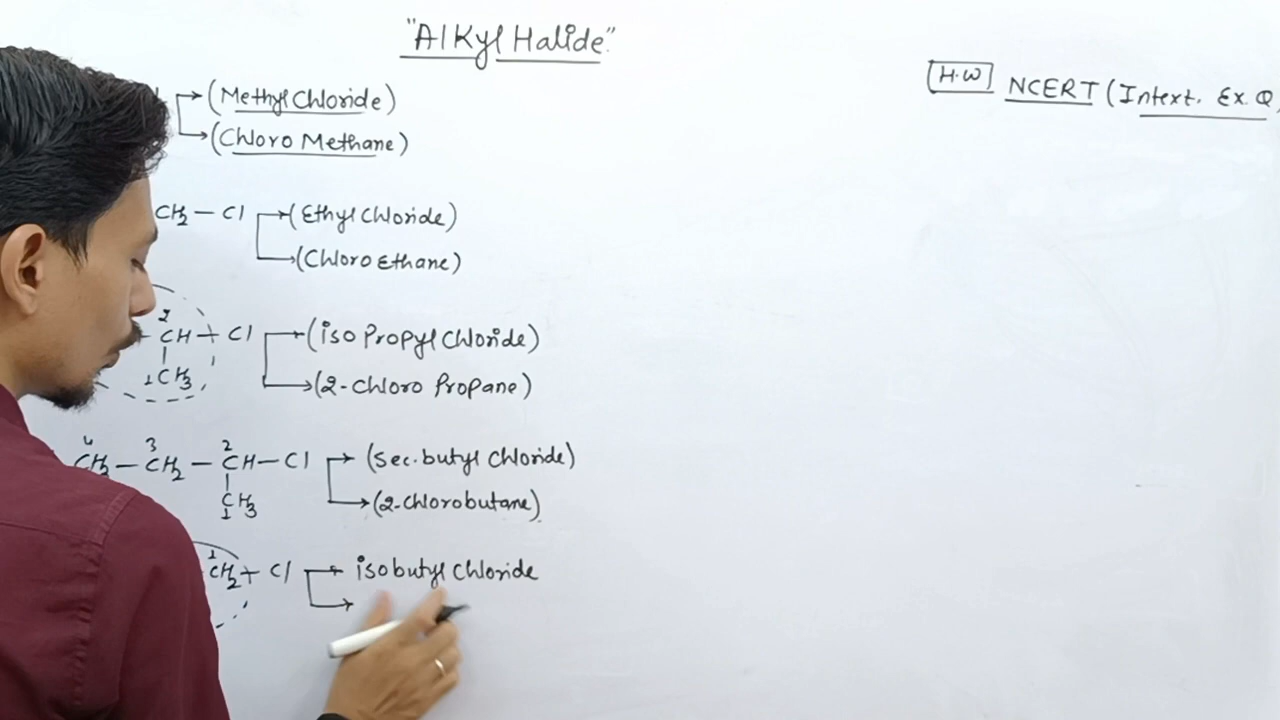 "Alkyl Halide"
H.W NCERT (Intext. Ex. Q
(Methyl Chloride)
(Chloro Methane)
CH2 — Cl (Ethyl Chloride)
(Chloro Ethane)
2
CH — Cl (iso Propyl Chloride)
1CH3 (2-Chloro Propane)
4 3 2
CH2 — CH2 — CH — Cl (Sec. butyl Chloride)
CH3 (2-Chlorobutane)
1
1
CH2 — Cl isobutyl Chloride